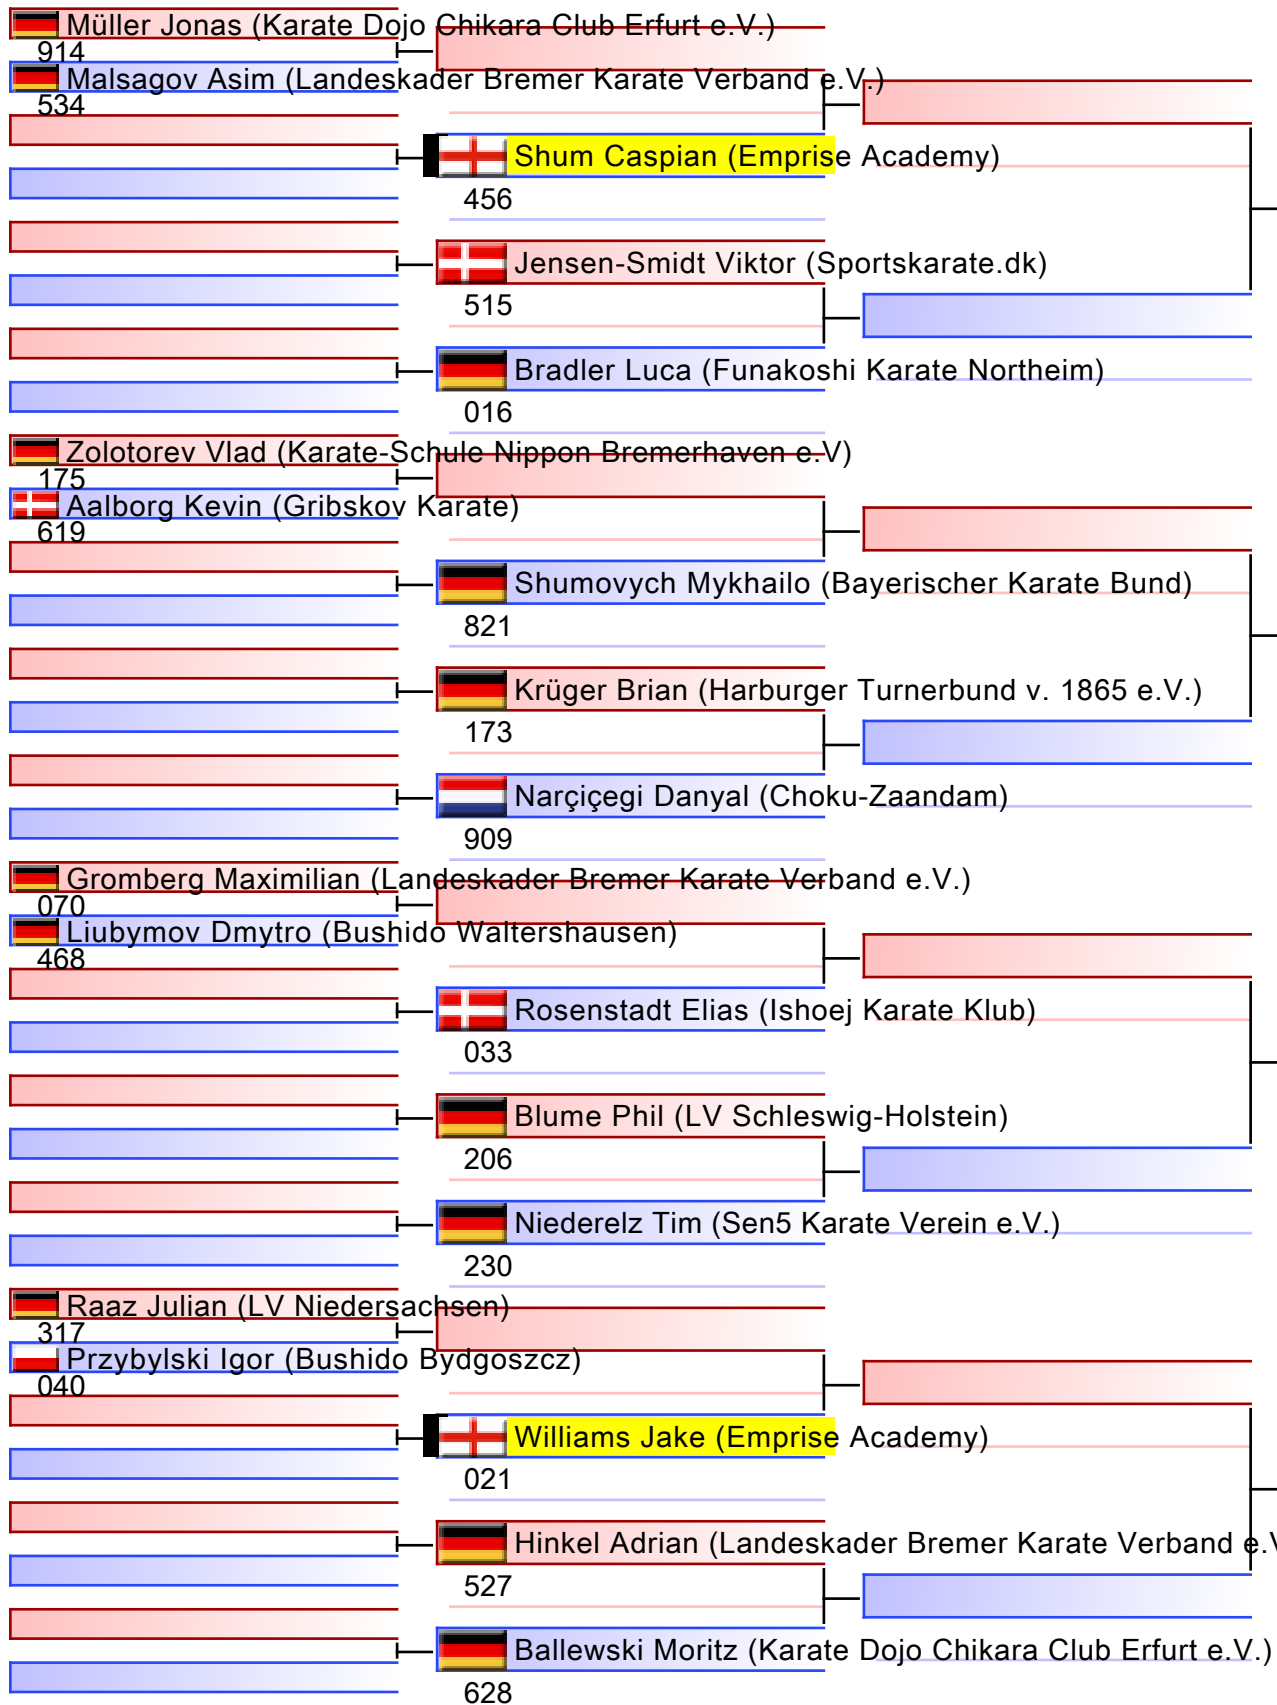 Müller Jonas (Karate Dojo Chikara Club Erfurt e.V.)
914
Malsagov Asim (Landeskader Bremer Karate Verband e.V.)
534
Shum Caspian (Emprise Academy)
456
Jensen-Smidt Viktor (Sportskarate.dk)
515
Bradler Luca (Funakoshi Karate Northeim)
016
Zolotorev Vlad (Karate-Schule Nippon Bremerhaven e.V)
175
Aalborg Kevin (Gribskov Karate)
619
Shumovych Mykhailo (Bayerischer Karate Bund)
821
Krüger Brian (Harburger Turnerbund v. 1865 e.V.)
173
Narçiçegi Danyal (Choku-Zaandam)
909
Gromberg Maximilian (Landeskader Bremer Karate Verband e.V.)
070
Liubymov Dmytro (Bushido Waltershausen)
468
Rosenstadt Elias (Ishoej Karate Klub)
033
Blume Phil (LV Schleswig-Holstein)
206
Niederelz Tim (Sen5 Karate Verein e.V.)
230
Raaz Julian (LV Niedersachsen)
317
Przybylski Igor (Bushido Bydgoszcz)
040
Williams Jake (Emprise Academy)
021
Hinkel Adrian (Landeskader Bremer Karate Verband e.V
527
Ballewski Moritz (Karate Dojo Chikara Club Erfurt e.V.)
628